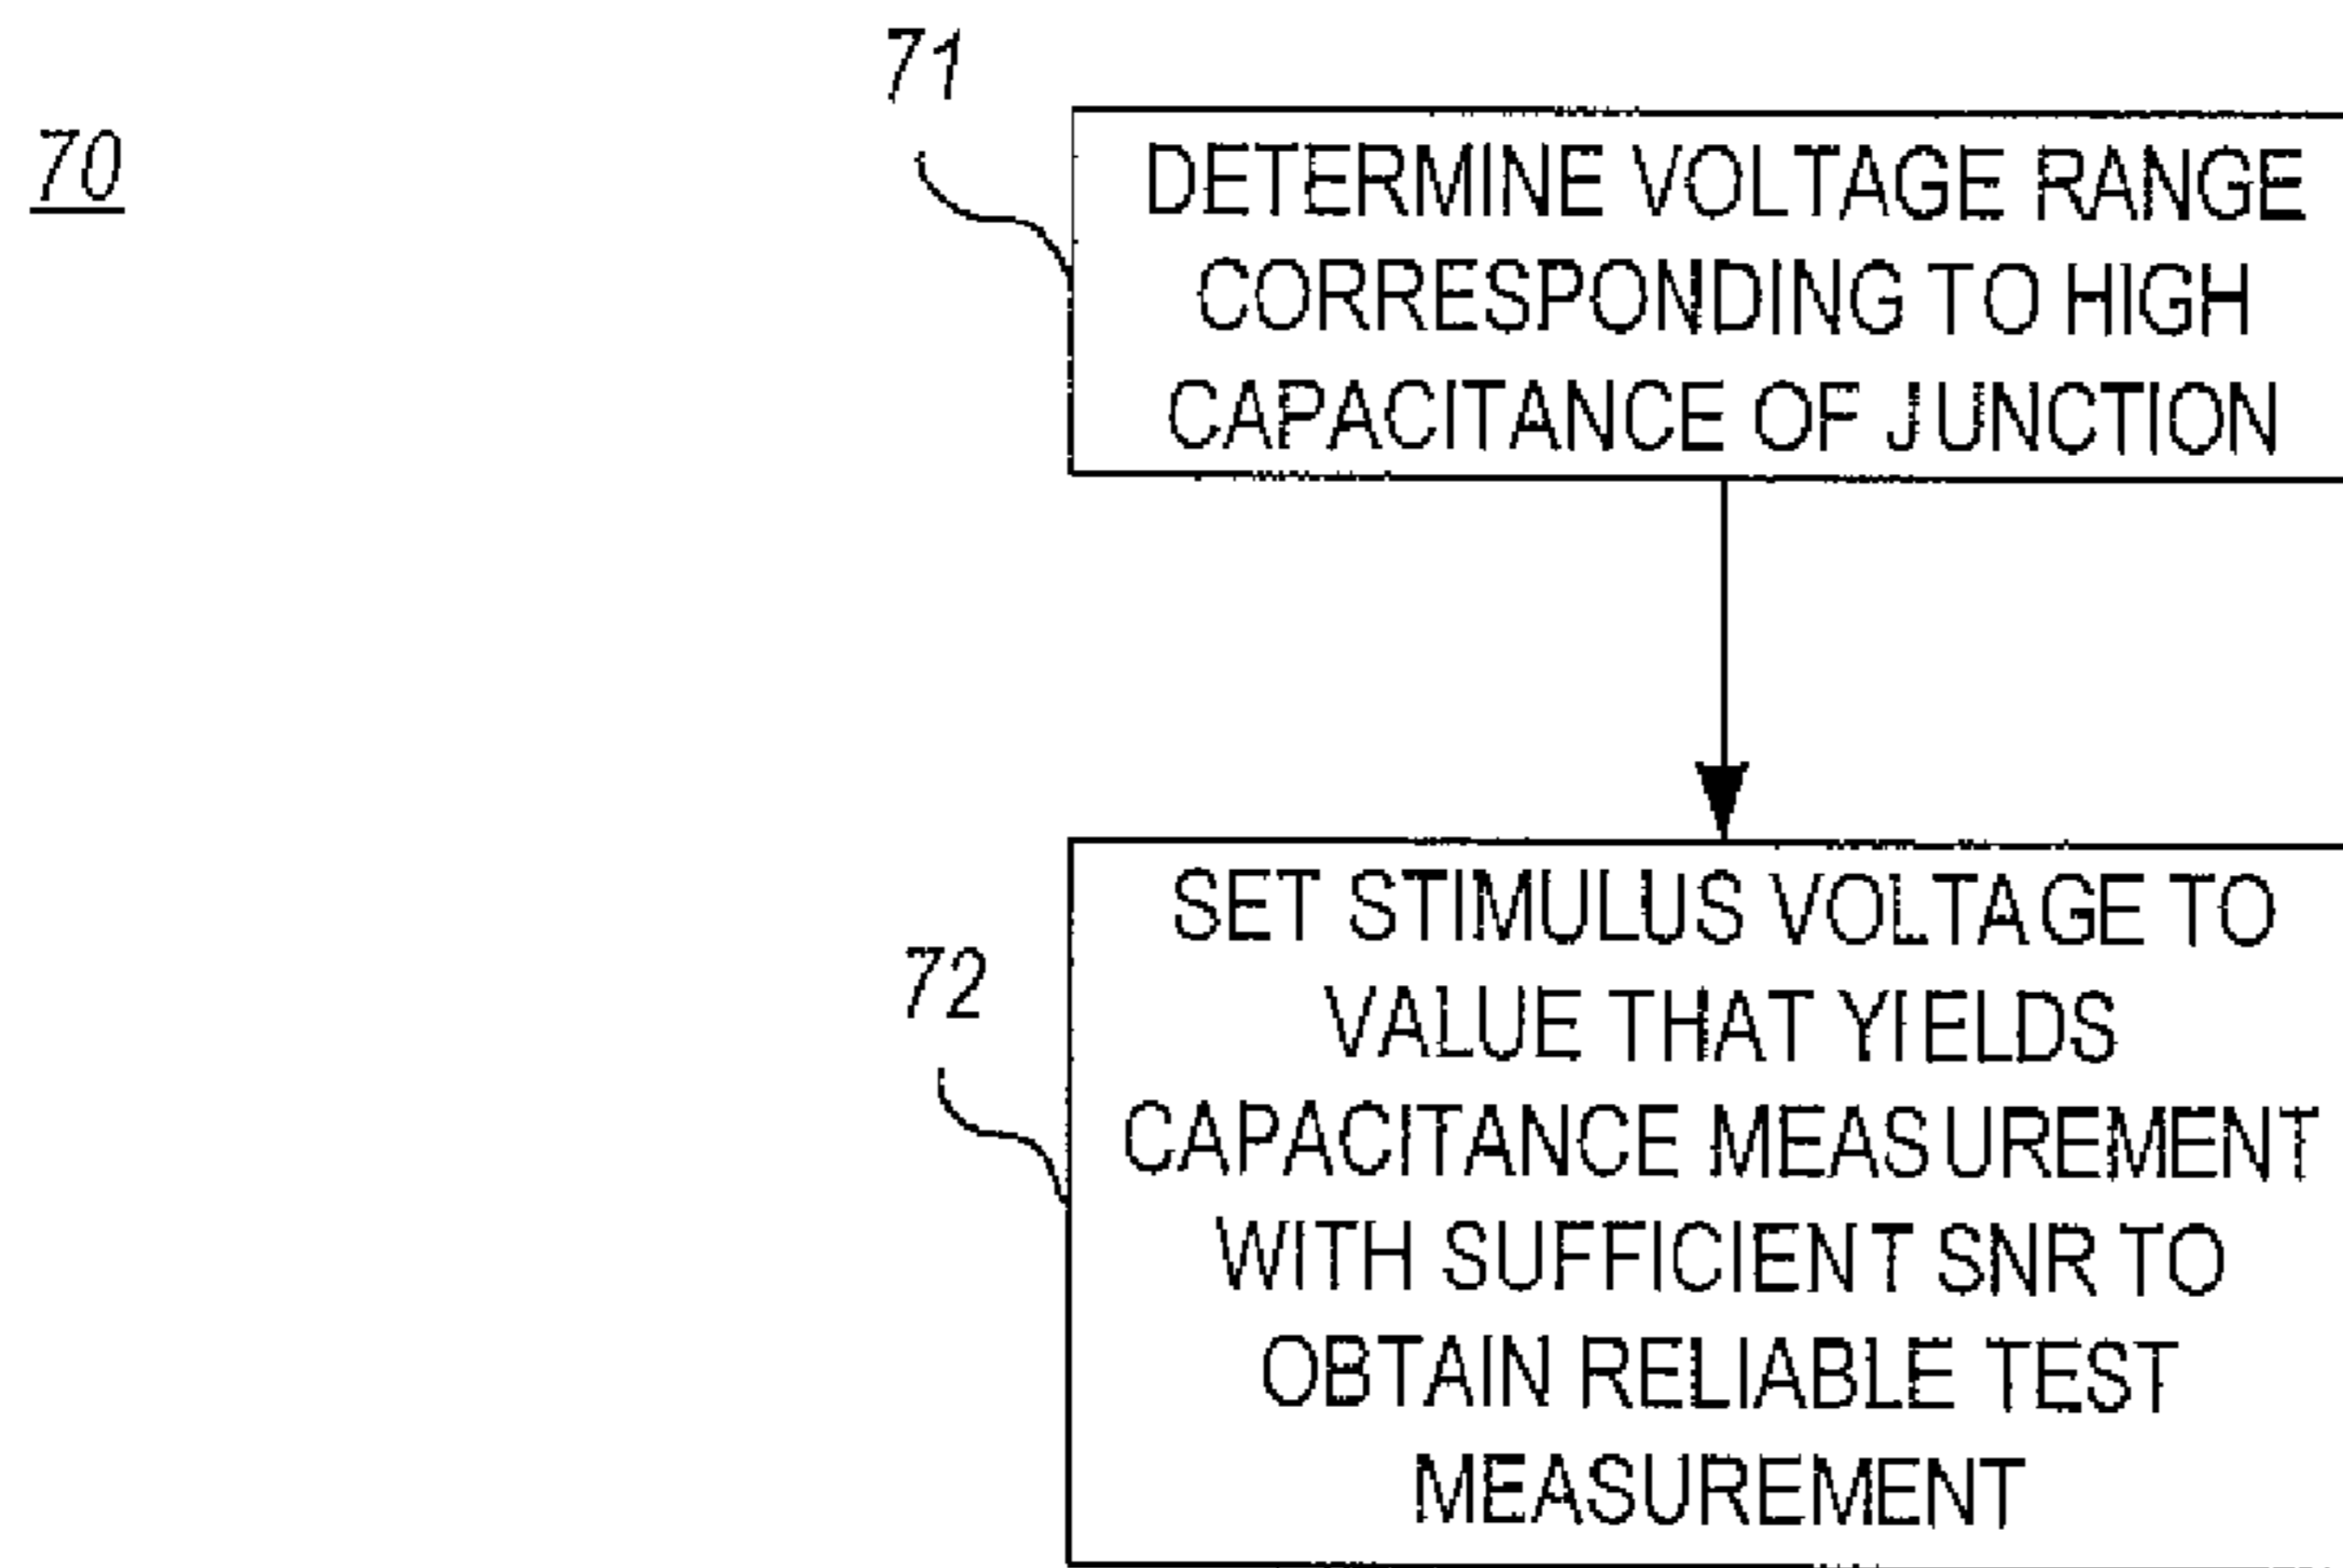 71
70
DETERMINE VOLTAGE RANGE
CORRESPONDING TO HIGH
CAPACITANCE OF JUNCTION
SET STIMULUS VOLTAGE TO
72
VALUE THAT YIELDS
CAPACITANCE MEASUREMENT
WITH SUFFICIENT SNR TO
OBTAIN RELIABLE TEST
MEASUREMENT